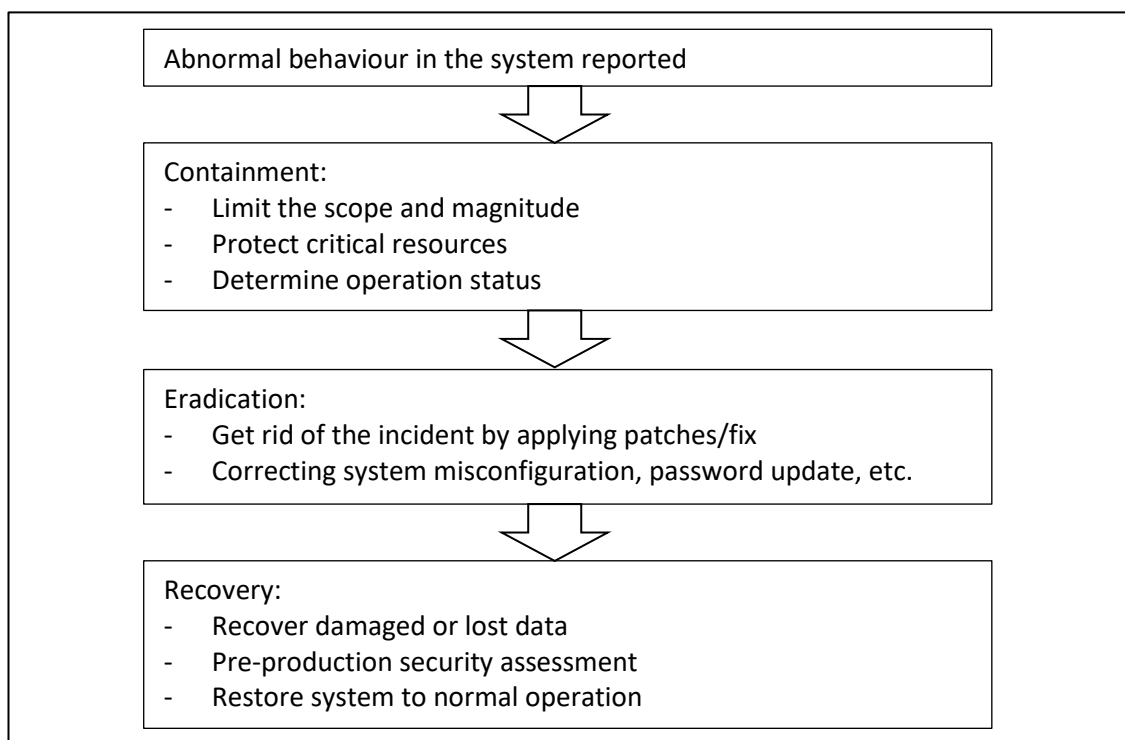 Abnormal behaviour in the system reported
Containment:
- Limit the scope and magnitude
- Protect critical resources
- Determine operation status
Eradication:
- Get rid of the incident by applying patches/fix
- Correcting system misconfiguration, password update, etc.
Recovery:
- Recover damaged or lost data
- Pre-production security assessment
- Restore system to normal operation